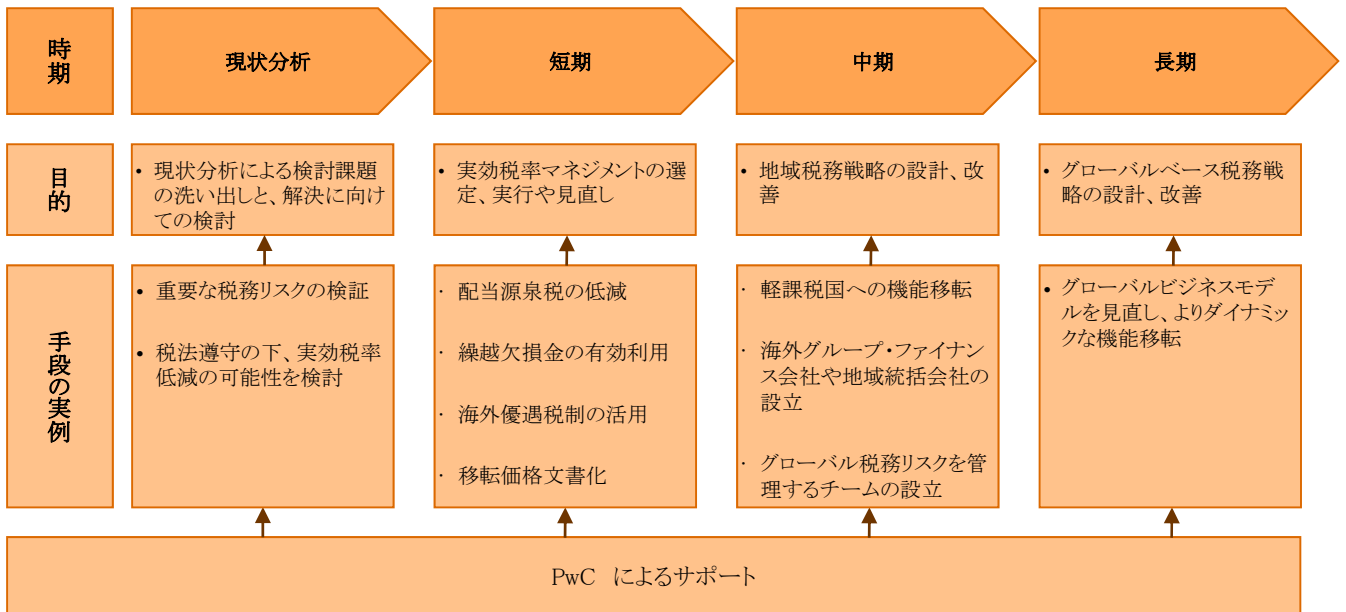 時期
現状分析
短期
中期
長期
目的
• 現状分析による検討課題
の洗い出しと、解決に向け
ての検討
• 実効税率マネジメントの選
定、実行や見直し
• 地域税務戦略の設計、改
善
• グローバルベース税務戦
略の設計、改善
手段の実例
• 重要な税務リスクの検証
• 税法遵守の下、実効税率
低減の可能性を検討
· 配当源泉税の低減
· 繰越欠損金の有効利用
· 海外優遇税制の活用
· 移転価格文書化
· 軽課税国への機能移転
· 海外グループ・ファイナン
ス会社や地域統括会社の
設立
· グローバル税務リスクを管
理するチームの設立
• グローバルビジネスモデ
ルを見直し、よりダイナミッ
クな機能移転
PwC によるサポート